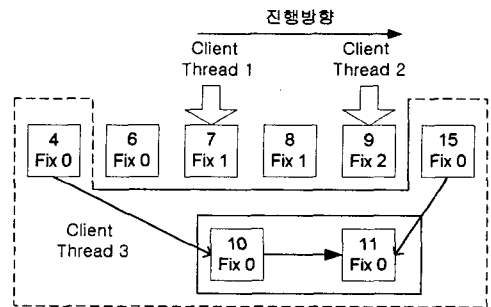 진행방향
Client
Thread 1
Client
Thread 2
4
Fix 0
6
Fix 0
7
Fix 1
8
Fix 1
9
Fix 2
15
Fix 0
Client
Thread 3
10
Fix 0
11
Fix 0